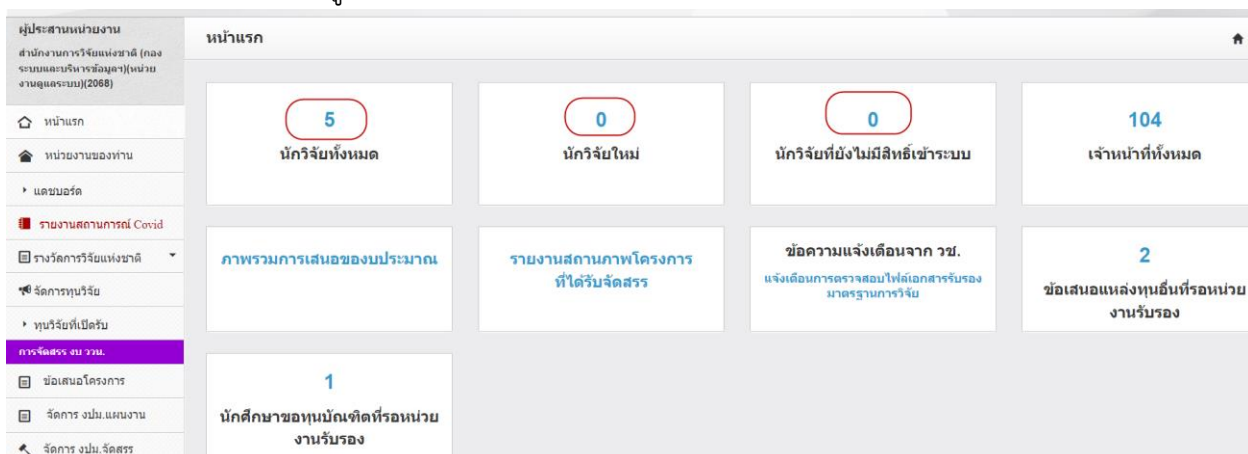 ผู้ประสานหน่วยงาน
สำนักงานการวิจัยแห่งชาติ (กอง
ระบบและบริหารข้อมูลฯ)(หน่วย
งานดูแลระบบ)(2068)
หน้าแรก
หน่วยงานของท่าน
แดชบอร์ด
รายงานสถานการณ์ Covid
รางวัลการวิจัยแห่งชาติ
จัดการทุนวิจัย
ทุนวิจัยที่เปิดรับ
การจัดสรร งบ ววน.
ข้อเสนอโครงการ
จัดการ งปม.แผนงาน
จัดการ งปม.จัดสรร
หน้าแรก
5
นักวิจัยทั้งหมด
0
นักวิจัยใหม่
0
นักวิจัยที่ยังไม่มีสิทธิ์เข้าระบบ
104
เจ้าหน้าที่ทั้งหมด
ภาพรวมการเสนอของบประมาณ
รายงานสถานภาพโครงการ
ที่ได้รับจัดสรร
ข้อความแจ้งเตือนจาก วช.
แจ้งเตือนการตรวจสอบไฟล์เอกสารรับรอง
มาตรฐานการวิจัย
2
ข้อเสนอแหล่งทุนอื่นที่รอหน่วย
งานรับรอง
1
นักศึกษาขอทุนบัณฑิตที่รอหน่วย
งานรับรอง